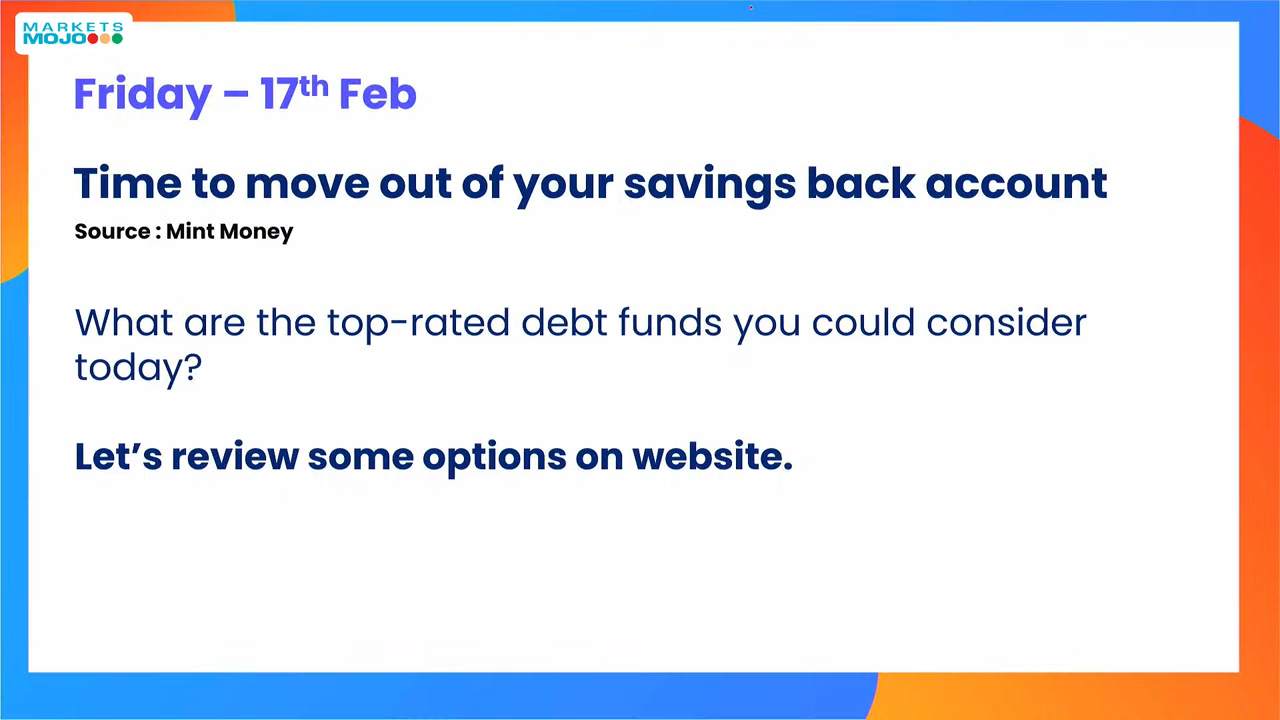 MARKETS
MOJO
Friday – 17th Feb
Time to move out of your savings back account
Source : Mint Money
What are the top-rated debt funds you could consider
today?
Let’s review some options on website.